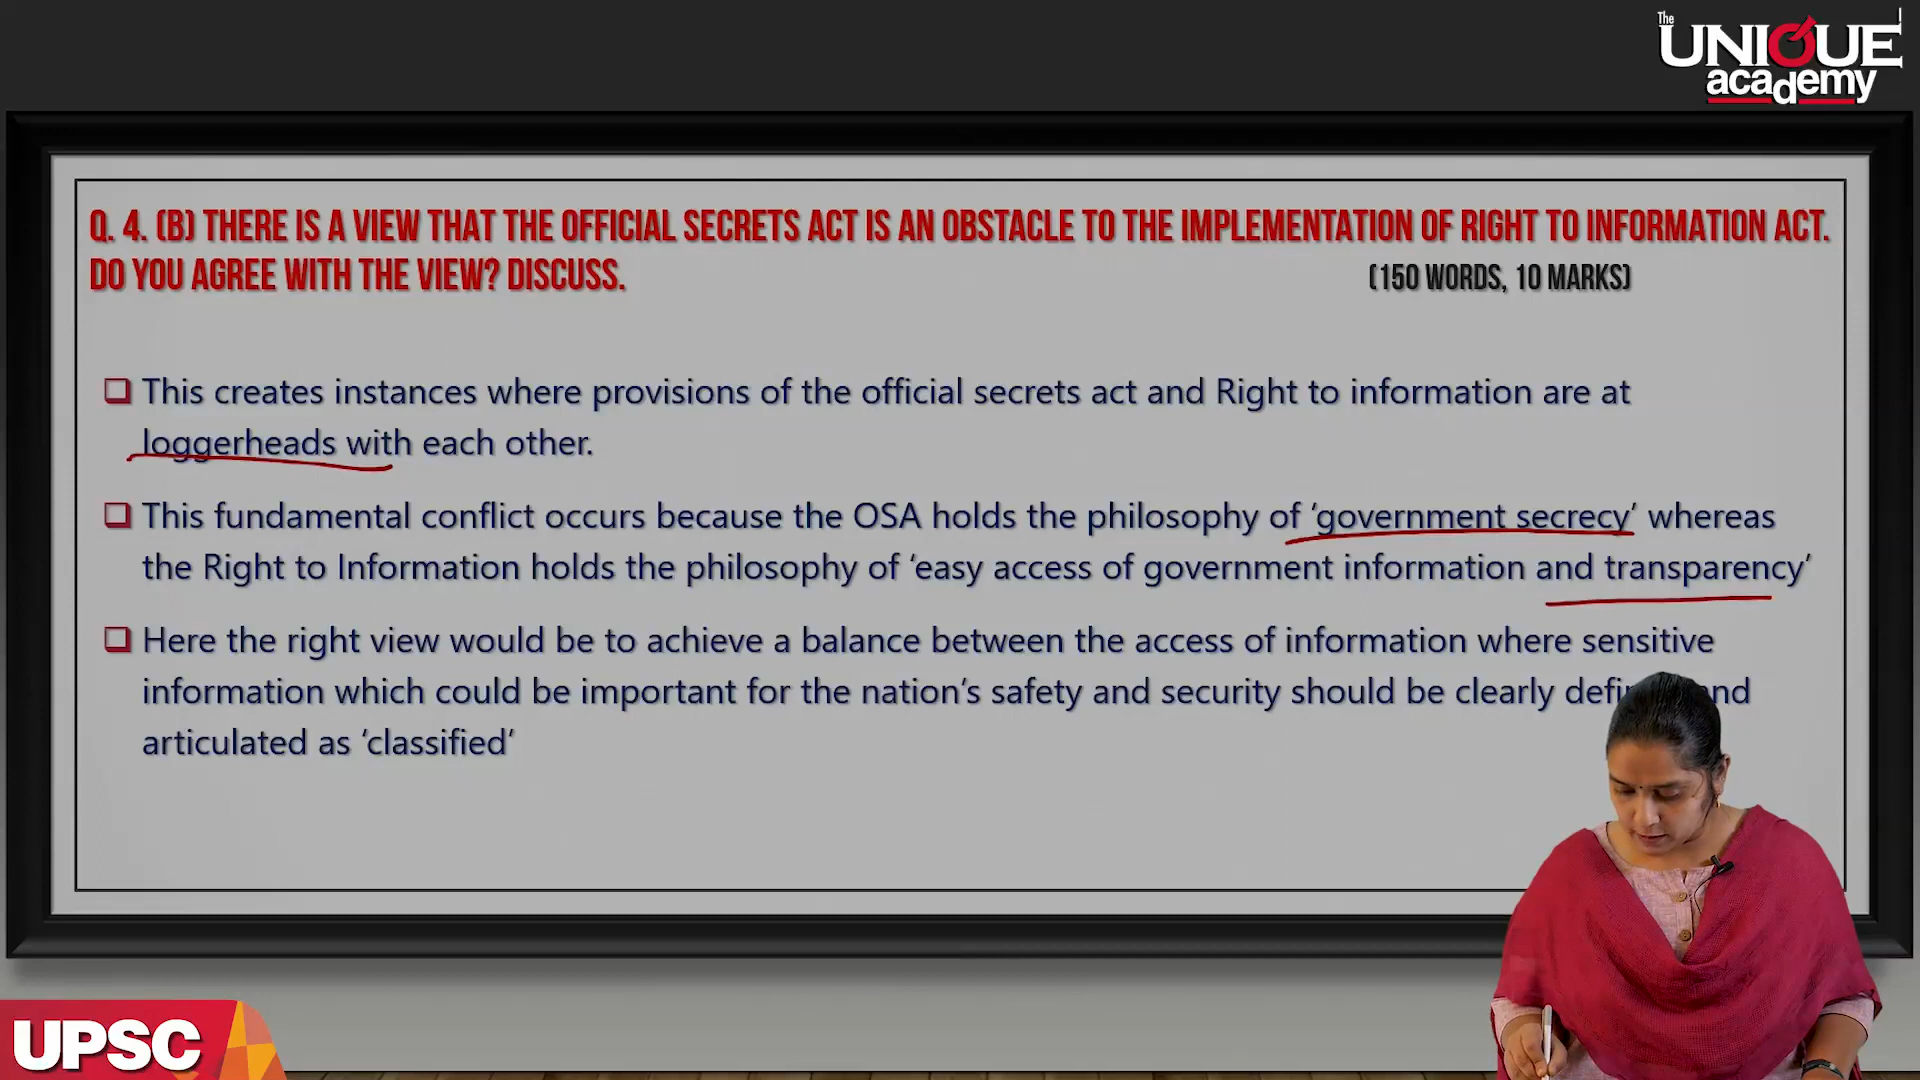 The
UNIQUE
academy
Q. 4. (B) THERE IS A VIEW THAT THE OFFICIAL SECRETS ACT IS AN OBSTACLE TO THE IMPLEMENTATION OF RIGHT TO INFORMATION ACT.
DO YOU AGREE WITH THE VIEW? DISCUSS. (150 WORDS, 10 MARKS)
This creates instances where provisions of the official secrets act and Right to information are at
loggerheads with each other.
This fundamental conflict occurs because the OSA holds the philosophy of ‘government secrecy’ whereas
the Right to Information holds the philosophy of ‘easy access of government information and transparency’
Here the right view would be to achieve a balance between the access of information where sensitive
information which could be important for the nation’s safety and security should be clearly
articulated as ‘classified’
UPSC